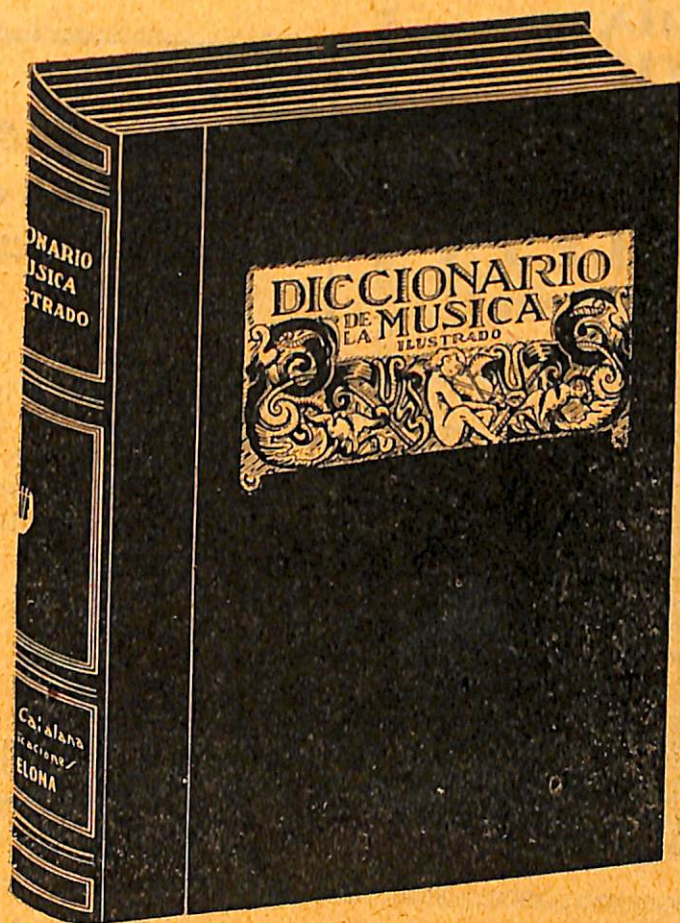 DICCIONARIO
DE LA MUSICA
ILUSTRADO
ONARIO
USICA
STRADO
Catalana
icaciones
ELONA